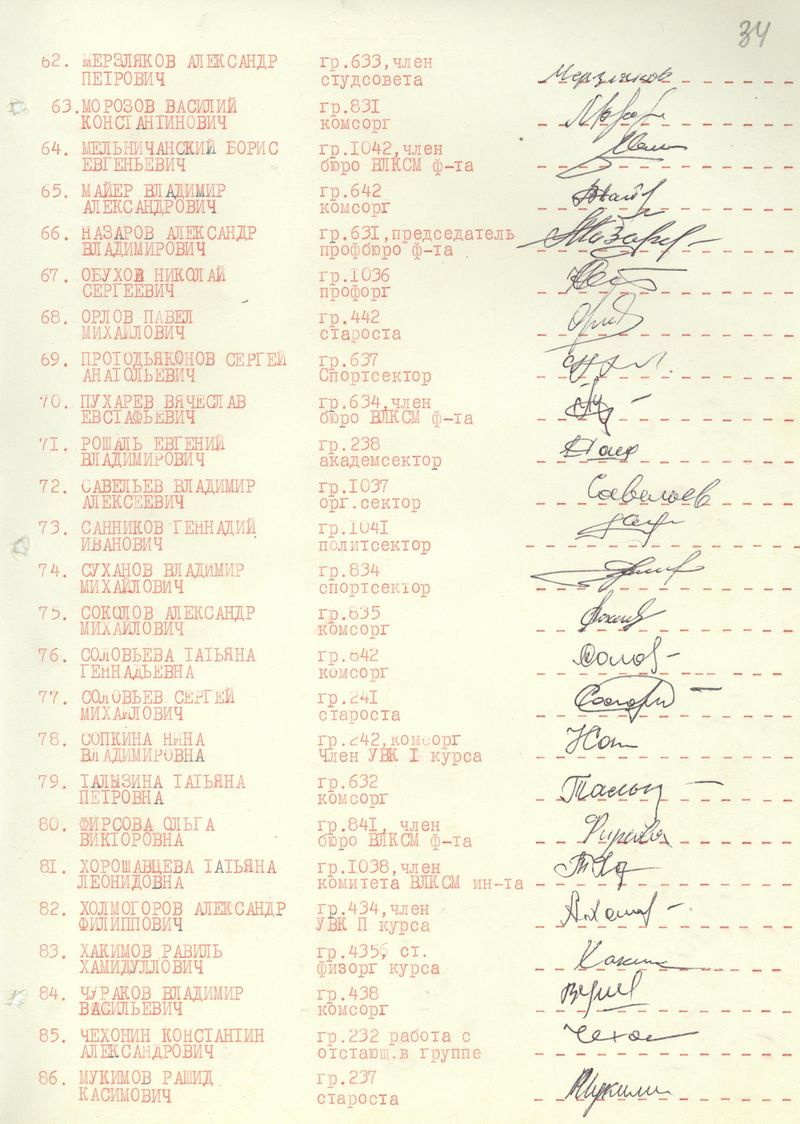 34
62. МЕРЗЛЯКОВ АЛЕКСАНДР гр.633,член
ПЕТРОВИЧ студсовета Мерзляков
63. МОРОЗОВ ВАСИЛИЙ гр.831
КОНСТАНТИНОВИЧ комсорг
64. МЕЛЬНИЧАНСКИЙ БОРИС гр.1042,член
ЕВГЕНЬЕВИЧ бюро ВЛКСМ ф-та
65. МАЙЕР ВЛАДИМИР гр.642
АЛЕКСАНДРОВИЧ комсорг
66. НАЗАРОВ АЛЕКСАНДР гр.631,председатель
ВЛАДИМИРОВИЧ профбюро ф-та
67. ОБУХОВ НИКОЛАЙ гр.1036
СЕРГЕЕВИЧ профорг
68. ОРЛОВ ПАВЕЛ гр.442
МИХАЙЛОВИЧ староста
69. ПРОТОДЬЯКОНОВ СЕРГЕЙ гр.637
АНАТОЛЬЕВИЧ Спортсектор
70. ПУХАРЕВ ВЯЧЕСЛАВ гр.634,член
ЕВСТАФЬЕВИЧ бюро ВЛКСМ ф-та
71. РОШАЛЬ ЕВГЕНИЙ гр.238
ВЛАДИМИРОВИЧ академсектор
72. САВЕЛЬЕВ ВЛАДИМИР гр.1037
АЛЕКСЕЕВИЧ орг.сектор Савельев
73. САННИКОВ ГЕННАДИЙ гр.1041
ИВАНОВИЧ политсектор
74. СУХАНОВ ВЛАДИМИР гр.834
МИХАЙЛОВИЧ спортсектор
75. СОКОЛОВ АЛЕКСАНДР гр.835
МИХАЙЛОВИЧ комсорг
76. СОЛОВЬЕВА ТАТЬЯНА гр.642
ГЕННАДЬЕВНА комсорг
77. СОЛОВЬЕВ СЕРГЕЙ гр.241
МИХАЙЛОВИЧ староста
78. СОПКИНА НИНА гр.242,комсорг
ВЛАДИМИРОВНА Член УВК I курса
79. ТАЛЫЗИНА ТАТЬЯНА гр.632
ПЕТРОВНА комсорг
80. ФИРСОВА ОЛЬГА гр.841, член
ВИКТОРОВНА бюро ВЛКСМ ф-та
81. ХОРОШАВЦЕВА ТАТЬЯНА гр.1038,член
ЛЕОНИДОВНА комитета ВЛКСМ ин-та
82. ХОЛМОГОРОВ АЛЕКСАНДР гр.434,член
ФИЛИППОВИЧ УВК П курса
83. ХАКИМОВ РАВИЛЬ гр.435, ст.
ХАМИДУЛЛОВИЧ физорг курса
84. ЧУРАКОВ ВЛАДИМИР гр.438
ВАСИЛЬЕВИЧ комсорг
85. ЧЕХОНИН КОНСТАНТИН гр.232 работа с
АЛЕКСАНДРОВИЧ отстающ.в группе
86. МУКИМОВ РАШИД гр.237
КАСИМОВИЧ староста